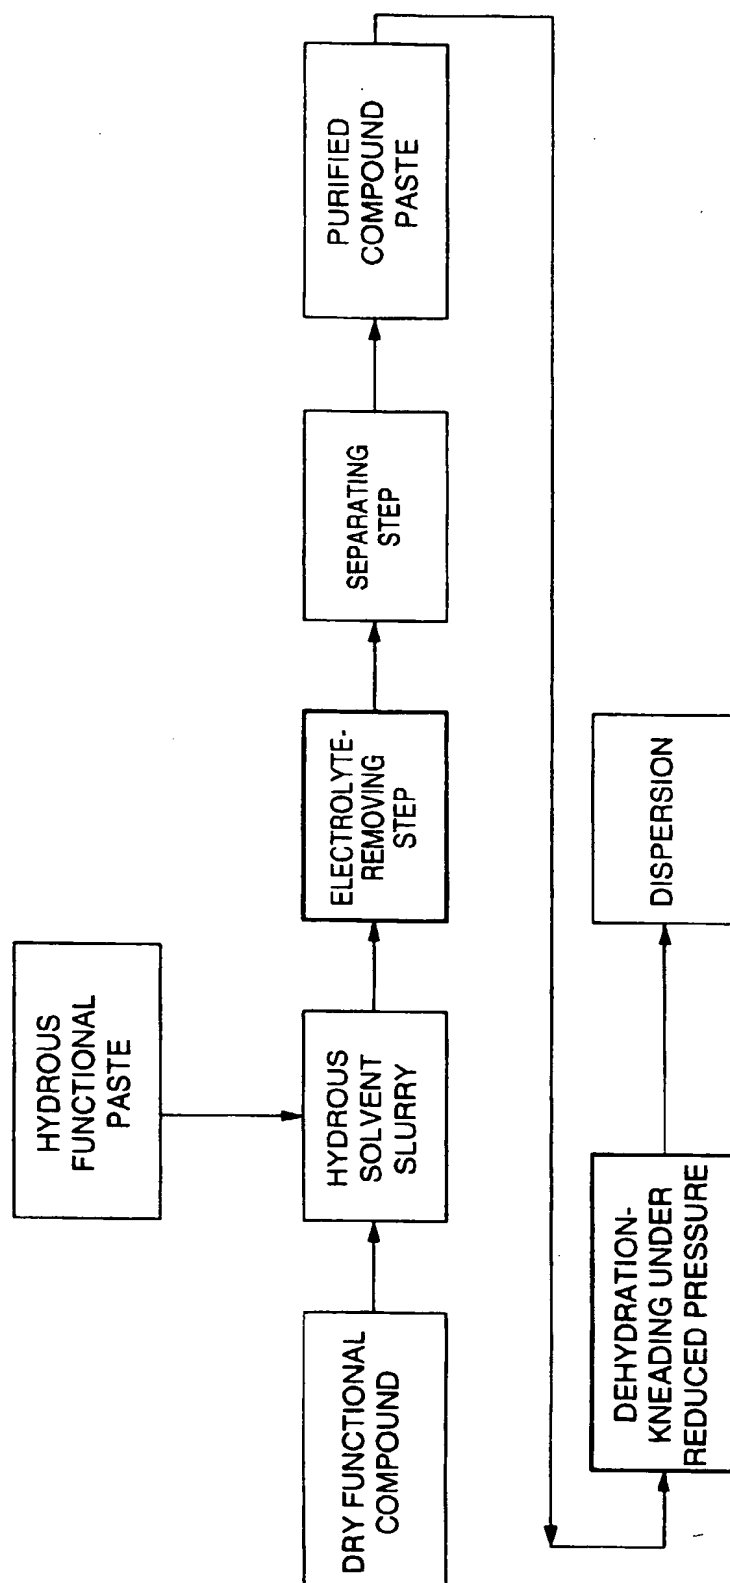 HYDROUS
FUNCTIONAL
PASTE
DRY FUNCTIONAL
COMPOUND
HYDROUS
SOLVENT
SLURRY
ELECTROLYTE-
REMOVING
STEP
SEPARATING
STEP
PURIFIED
COMPOUND
PASTE
DEHYDRATION-
KNEADING UNDER
REDUCED PRESSURE
DISPERSION